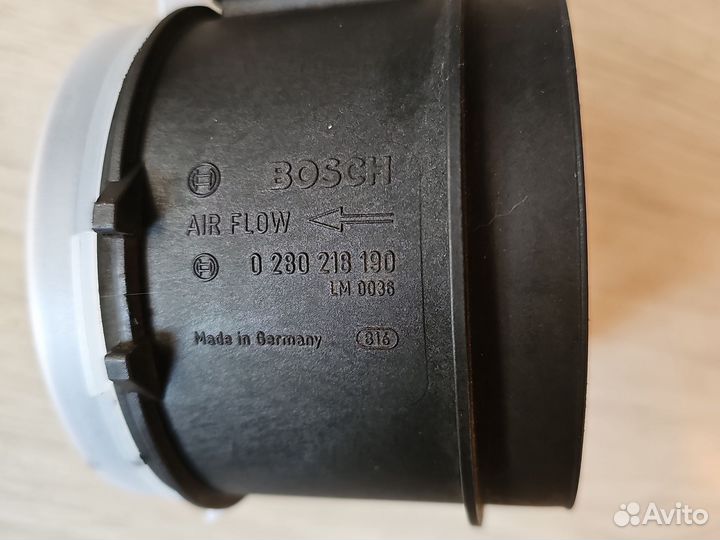 BOSCH
AIR FLOW
0 280 218 190
LM 0036
Made in Germany
816
Avito